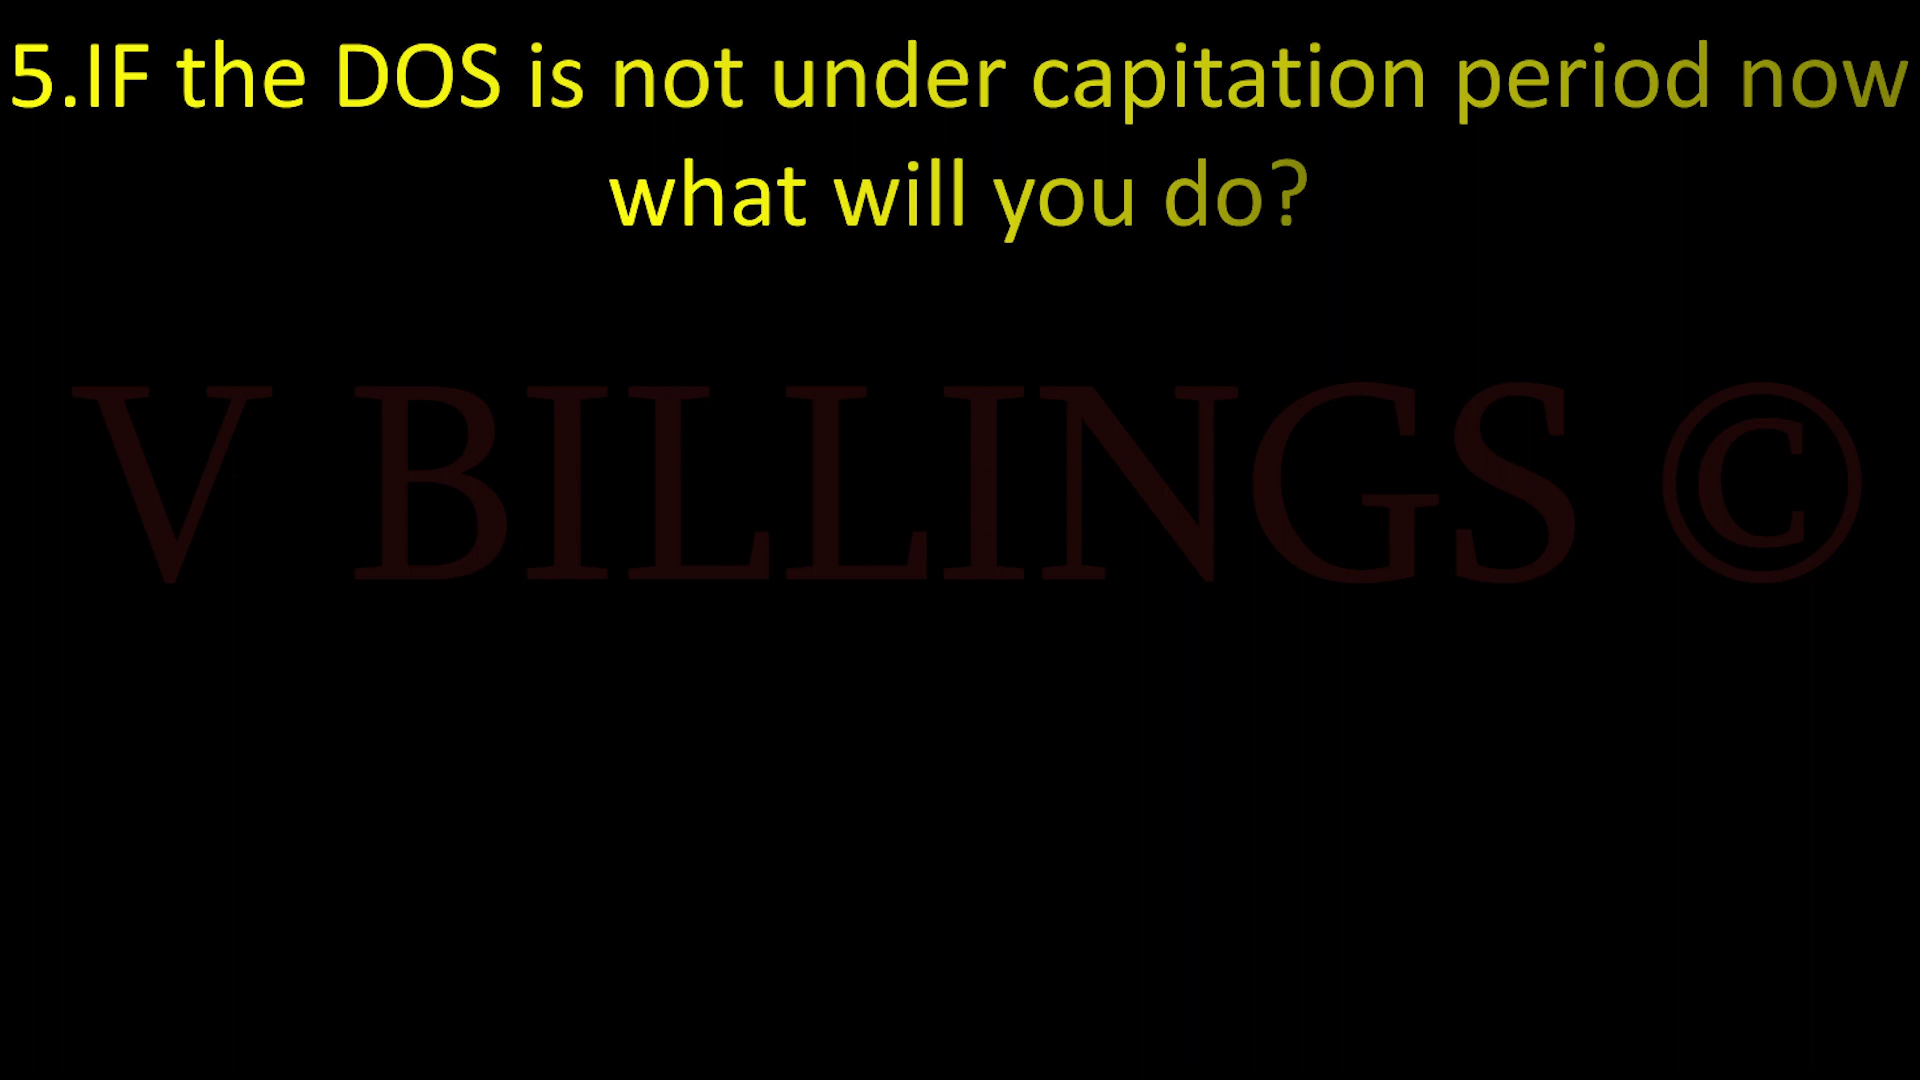 5.IF the DOS is not under capitation period now
what will you do?
V BILLINGS ©